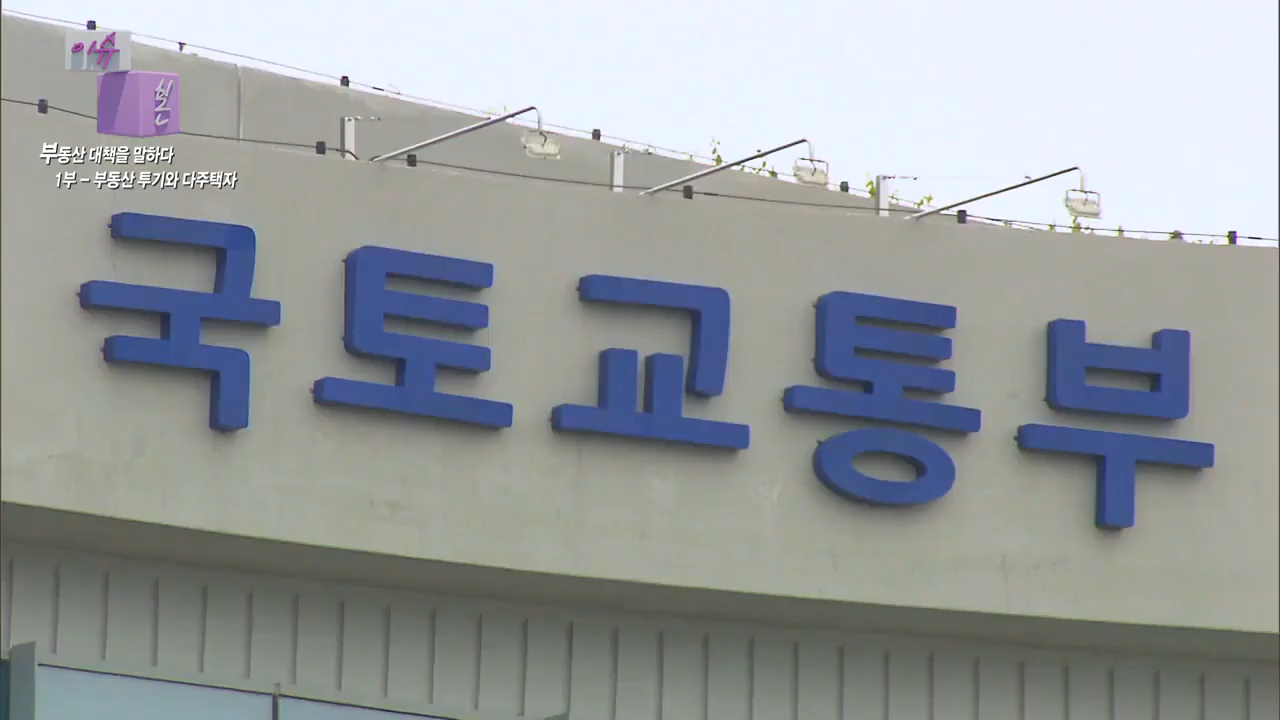 이슈
본
부동산 대책을 말하다
1부 – 부동산 투기와 다주택자
국토교통부